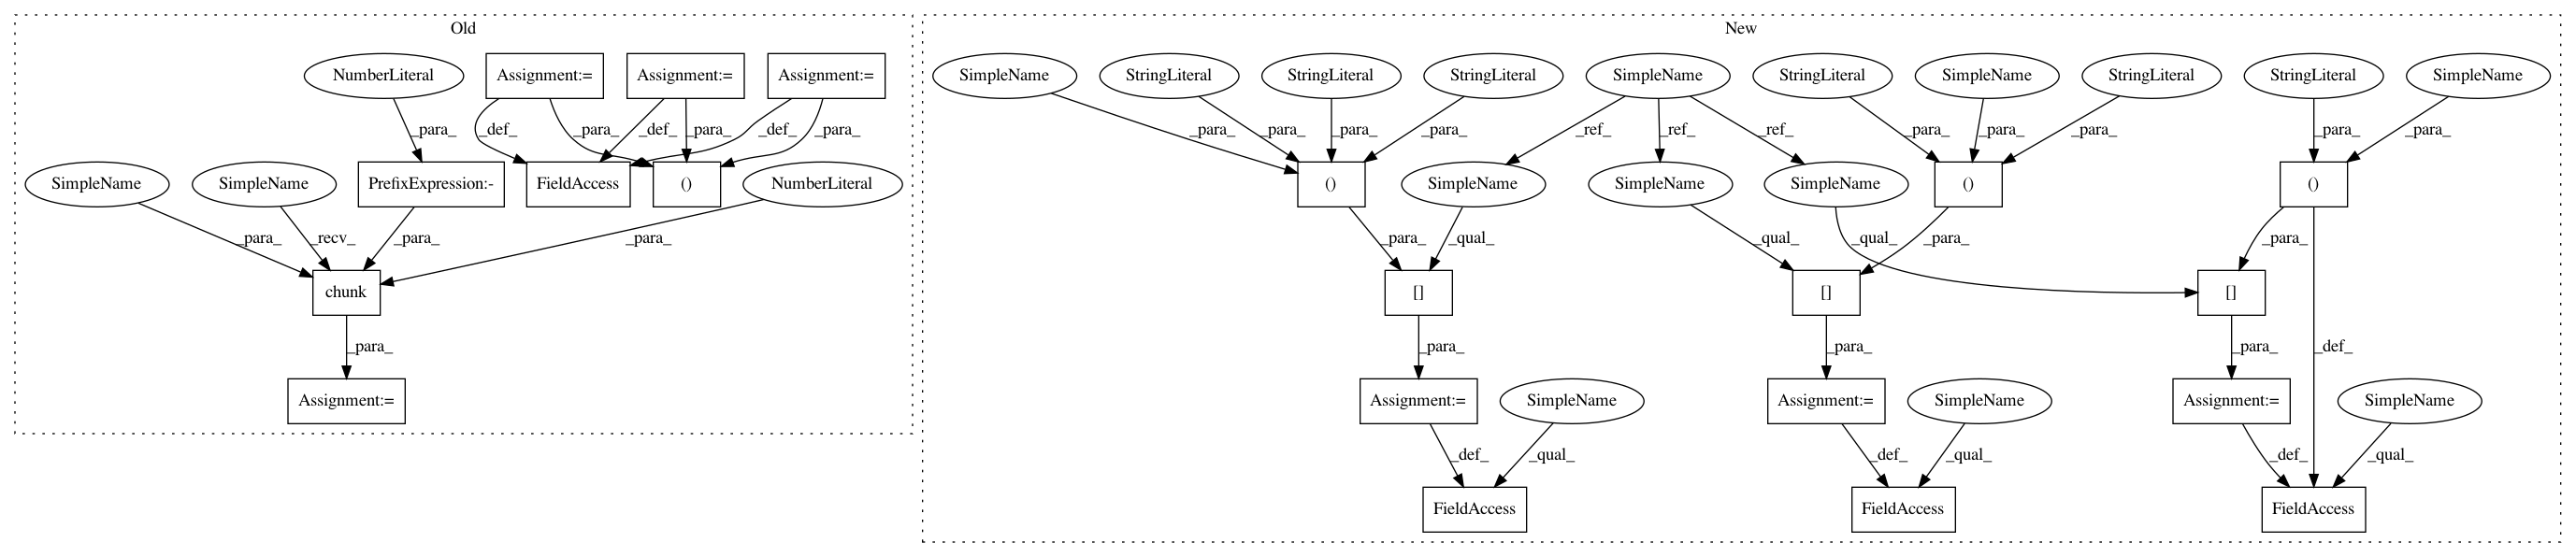 Old
New
NumberLiteral
Assignment:=
Assignment:=
Assignment:=
SimpleName
StringLiteral
StringLiteral
StringLiteral
SimpleName
StringLiteral
SimpleName
StringLiteral
StringLiteral
SimpleName
_para_
_def_
_para_
_def_
_para_
_def_
_para_
_para_
_para_
_para_
_para_
_ref_
_ref_
_ref_
_para_
_para_
_para_
_para_
_para_
SimpleName
SimpleName
PrefixExpression:-
FieldAccess
()
NumberLiteral
()
SimpleName
SimpleName
SimpleName
()
()
_para_
_recv_
_para_
_para_
_para_
_qual_
_qual_
_qual_
_para_
_para_
chunk
[]
[]
[]
_para_
_para_
_para_
_para_
_def_
Assignment:=
Assignment:=
SimpleName
Assignment:=
SimpleName
Assignment:=
SimpleName
_def_
_qual_
_def_
_qual_
_def_
_qual_
FieldAccess
FieldAccess
FieldAccess